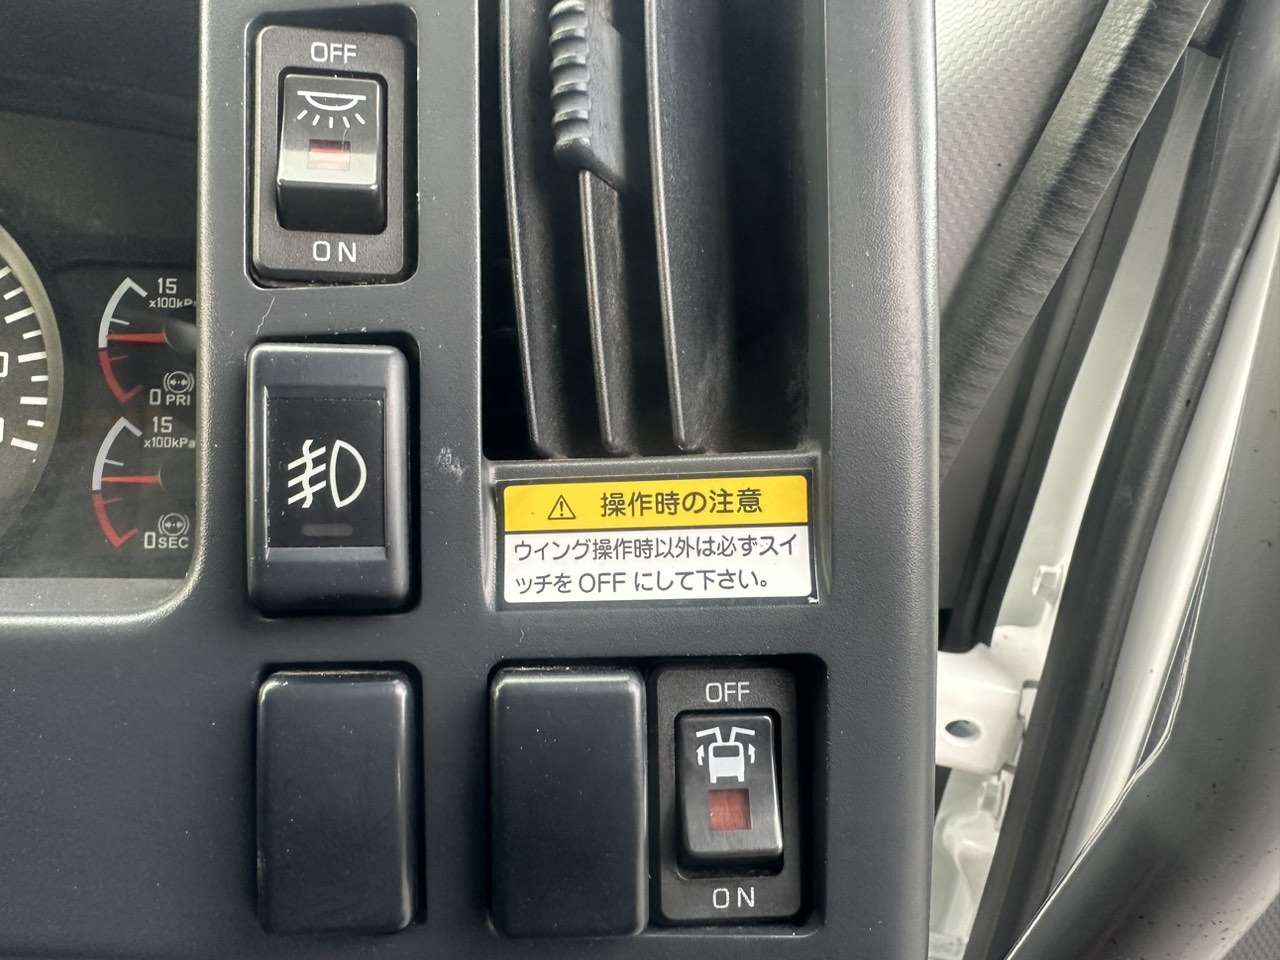 OFF
ON
15
x100kPa
0
PRI
15
x100kPa
0 SEC
操作時の注意
ウイング操作時以外は必ずスイ
ッチを OFF にして下さい。
OFF
ON